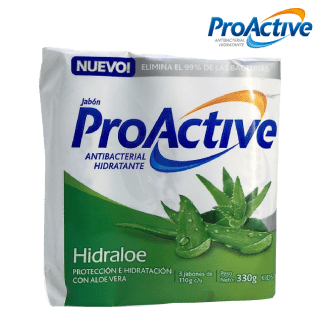 ProActive
ANTIBACTERIAL
HIDRATANTE
NUEVO!
ELIMINA EL 99% DE LAS BACTERIAS
Jabón
ProActive
ANTIBACTERIAL
HIDRATANTE
Hidraloe
PROTECCIÓN E HIDRATACIÓN
CON ALOE VERA
3 jabones de
110g c/u
Peso
Neto: 330g